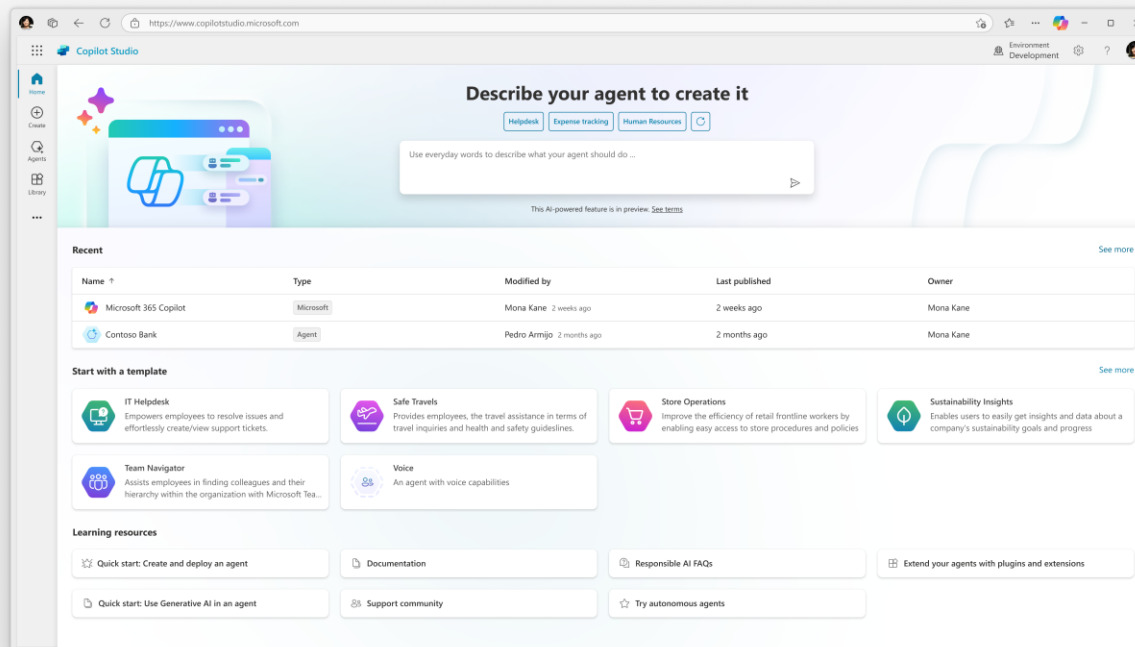 https://www.copilotstudio.microsoft.com
Copilot Studio
Environment
Development
?
Home
Create
Agents
Library
Describe your agent to create it
Helpdesk
Expense tracking
Human Resources
Use everyday words to describe what your agent should do ...
This AI-powered feature is in preview. See terms
Recent
See more
Name ↑ Type Modified by Last published Owner
Microsoft 365 Copilot Microsoft Mona Kane 2 weeks ago 2 weeks ago Mona Kane
Contoso Bank Agent Pedro Armijo 2 months ago 2 months ago Mona Kane
Start with a template
See more
IT Helpdesk
Empowers employees to resolve issues and
effortlessly create/view support tickets.
Safe Travels
Provides employees, the travel assistance in terms of
travel inquiries and health and safety guideslines.
Store Operations
Improve the efficiency of retail frontline workers by
enabling easy access to store procedures and policies
Sustainability Insights
Enables users to easily get insights and data about a
company's sustainability goals and progress
Team Navigator
Assists employees in finding colleagues and their
hierarchy within the organization with Microsoft Tea...
Voice
An agent with voice capabilities
Learning resources
Quick start: Create and deploy an agent
Documentation
Responsible AI FAQs
Extend your agents with plugins and extensions
Quick start: Use Generative AI in an agent
Support community
Try autonomous agents